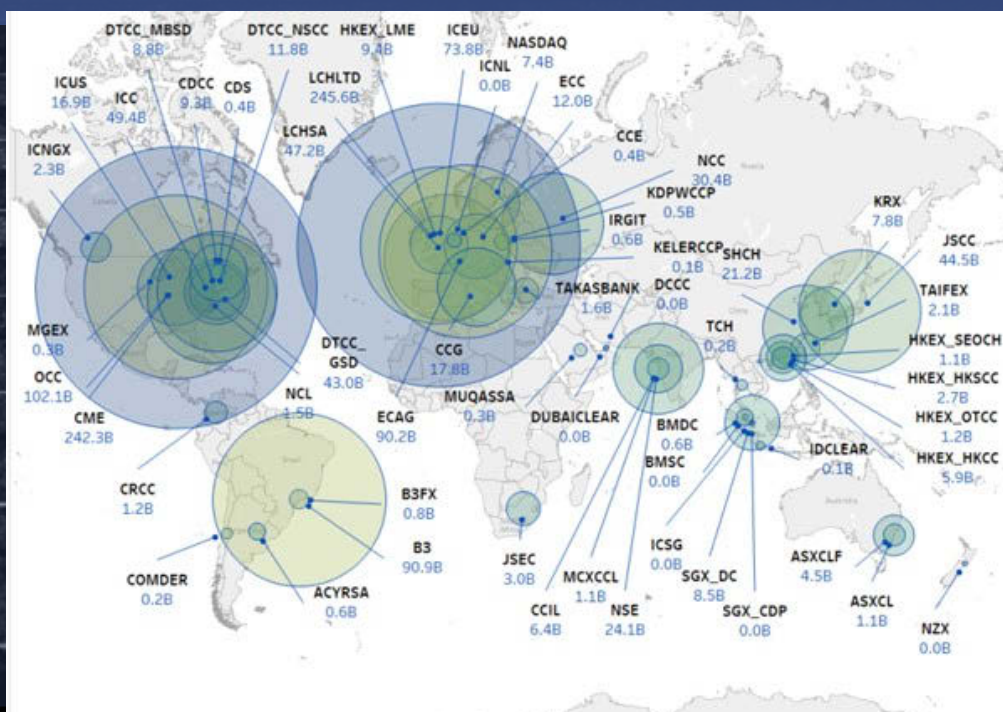 DTCC_MBSD
8.8B
DTCC_NSCC
11.8B
HKEX_LME
9.4B
ICEU
73.8B
NASDAQ
7.4B
ICNL
0.0B
ECC
12.0B
ICUS
16.9B
ICC
49.4B
CDCC
9.3B
CDS
0.4B
LCHLTD
245.6B
LCHSA
47.2B
ICNGX
2.3B
CCE
0.4B
NCC
30.4B
KDPWCCP
0.5B
IRGIT
0.6B
KELERCCP
0.1B
KRX
7.8B
JSCC
44.5B
SHCH
21.2B
TAKASBANK
1.6B
DCCC
0.0B
TAIFEX
2.1B
TCH
0.2B
HKEX_SEOCH
1.1B
HKEX_HKSCC
2.7B
HKEX_OTCC
1.2B
HKEX_HKCC
5.9B
MGEX
0.3B
OCC
102.1B
CME
242.3B
DTCC_
GSD
43.0B
NCL
1.5B
CCG
17.8B
ECAG
90.2B
MUQASSA
0.3B
DUBAICLEAR
0.0B
BMDC
0.6B
BMSC
0.0B
IDCLEAR
0.1B
CRCC
1.2B
B3FX
0.8B
B3
90.9B
COMDER
0.2B
ACYRSA
0.6B
JSEC
3.0B
MCXCCL
1.1B
CCIL
6.4B
NSE
24.1B
ICSG
0.0B
SGX_DC
8.5B
SGX_CDP
0.0B
ASXCLF
4.5B
ASXCL
1.1B
NZX
0.0B
Brazil
Australia